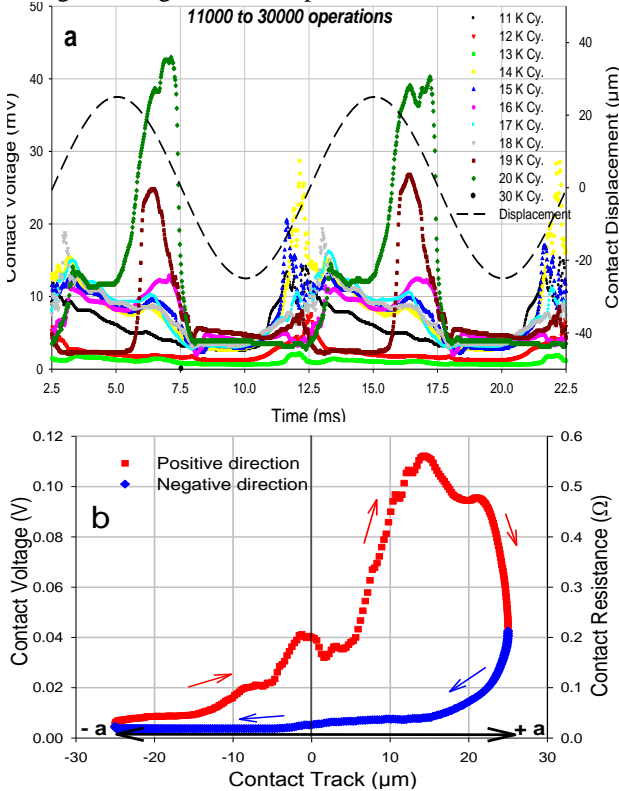 11000 to 30000 operations
a
50
40
30
20
10
0
Contact Voltage (mV)
11 K Cy.
12 K Cy.
13 K Cy.
14 K Cy.
15 K Cy.
16 K Cy.
17 K Cy.
18 K Cy.
19 K Cy.
20 K Cy.
30 K Cy.
Displacement
40
20
0
-20
-40
Contact Displacement (µm)
2.5 5.0 7.5 10.0 12.5 15.0 17.5 20.0 22.5
Time (ms)
0.12
0.10
0.08
0.06
0.04
0.02
0.00
Contact Voltage (V)
Positive direction
Negative direction
b
- a
+ a
0.6
0.5
0.4
0.3
0.2
0.1
0.0
Contact Resistance (Ω)
-30 -20 -10 0 10 20 30
Contact Track (µm)